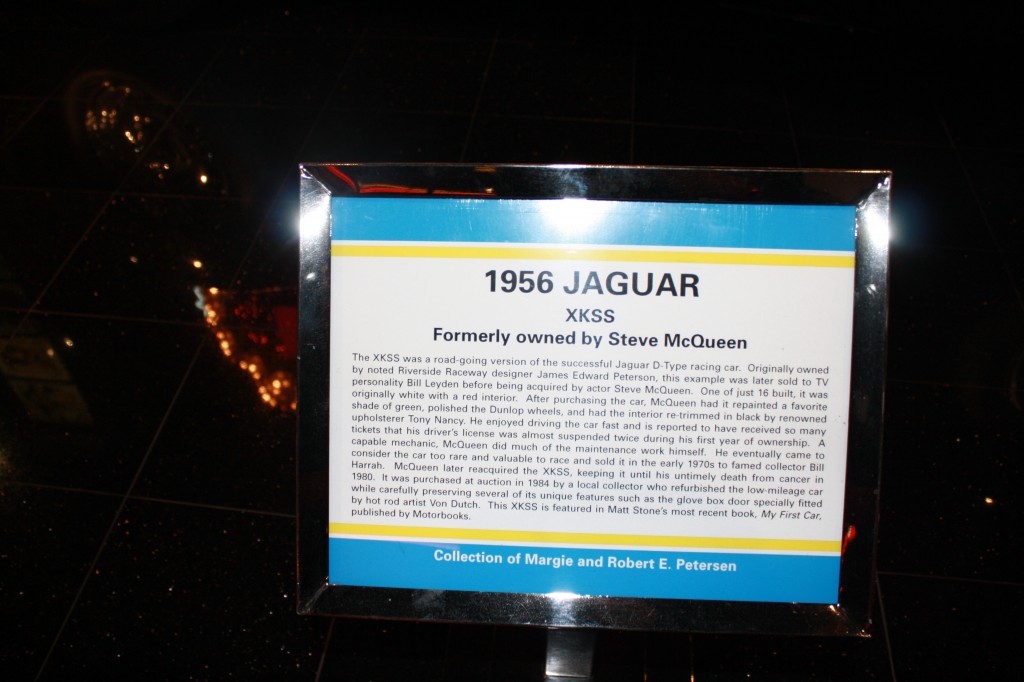 1956 JAGUAR
XKSS
Formerly owned by Steve McQueen
The XKSS was a road-going version of the successful Jaguar D-Type racing car. Originally owned
by noted Riverside Raceway designer James Edward Peterson, this example was later sold to TV
personality Bill Leyden before being acquired by actor Steve McQueen. One of just 16 built, it was
originally white with a red interior. After purchasing the car, McQueen had it repainted a favorite
shade of green, polished the Dunlop wheels, and had the interior re-trimmed in black by renowned
upholsterer Tony Nancy. He enjoyed driving the car fast and is reported to have received so many
tickets that his driver's license was almost suspended twice during his first year of ownership. A
capable mechanic, McQueen did much of the maintenance work himself. He eventually came to
consider the car too rare and valuable to race and sold it in the early 1970s to famed collector Bill
Harrah. McQueen later reacquired the XKSS, keeping it until his untimely death from cancer in
1980. It was purchased at auction in 1984 by a local collector who refurbished the low-mileage car
while carefully preserving several of its unique features such as the glove box door specially fitted
by hot rod artist Von Dutch. This XKSS is featured in Matt Stone's most recent book, My First Car,
published by Motorbooks.
Collection of Margie and Robert E. Petersen